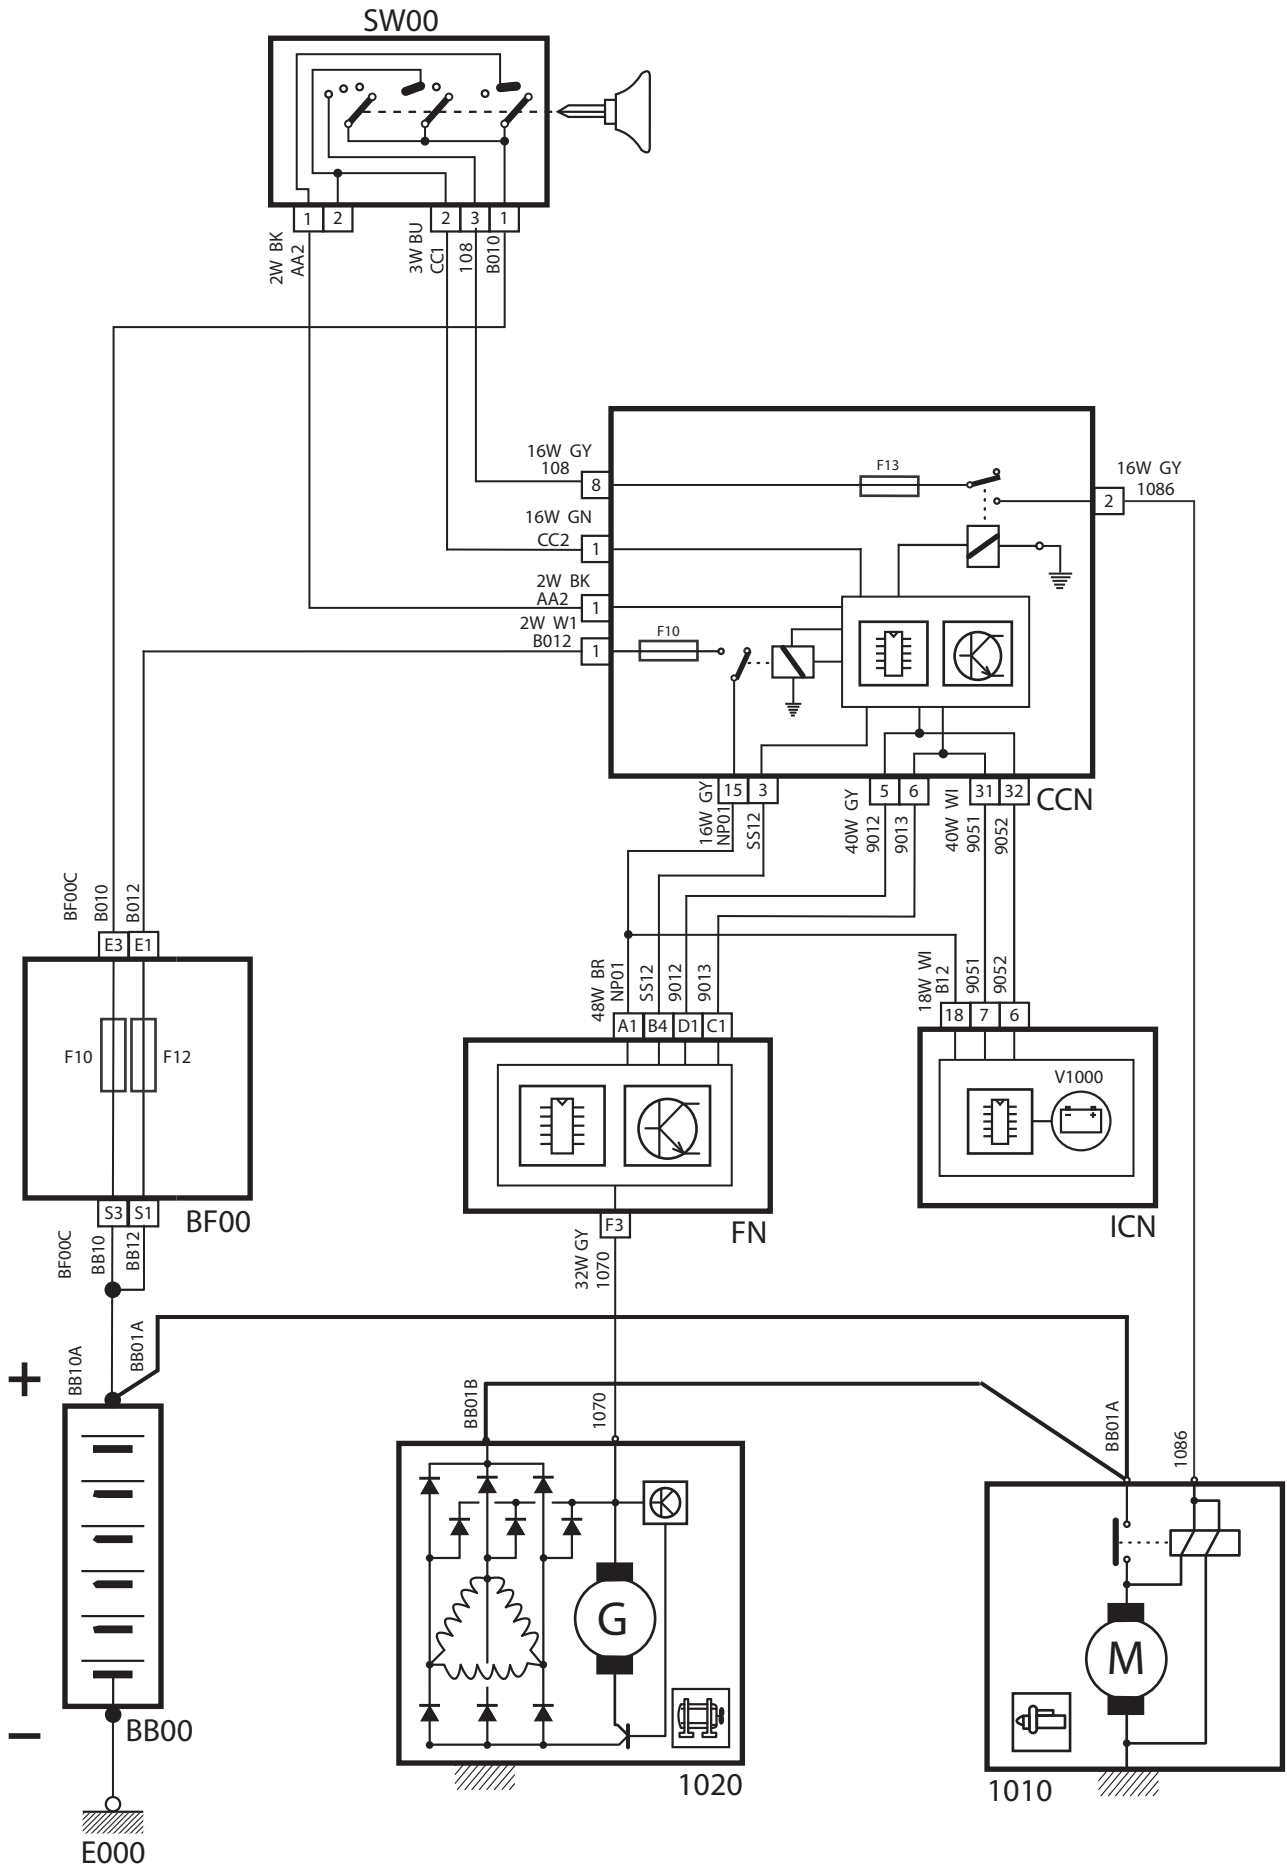 SW00
1 2 2 3 1
2W BK
AA2
3W BU
CC1
108
B010
16W GY
108
8
F13
16W GY
1086
2
16W GN
CC2
1
2W BK
AA2
1
2W W1
B012
1
F10
15 3 5 6 31 32
CCN
16W GY
NP01
SS12
40W GY
9012
9013
40W WI
9051
9052
BF00C
B010
B012
E3 E1
F10
F12
S3 S1
BF00
BF00C
BB10
BB12
48W BR
NP01
SS12
9012
9013
A1 B4 D1 C1
F3
FN
32W GY
1070
18W WI
B12
9051
9052
18 7 6
V1000
- +
ICN
+
BB10A
BB01A
BB01B
1070
BB01A
1086
G
M
–
BB00
1020
1010
E000